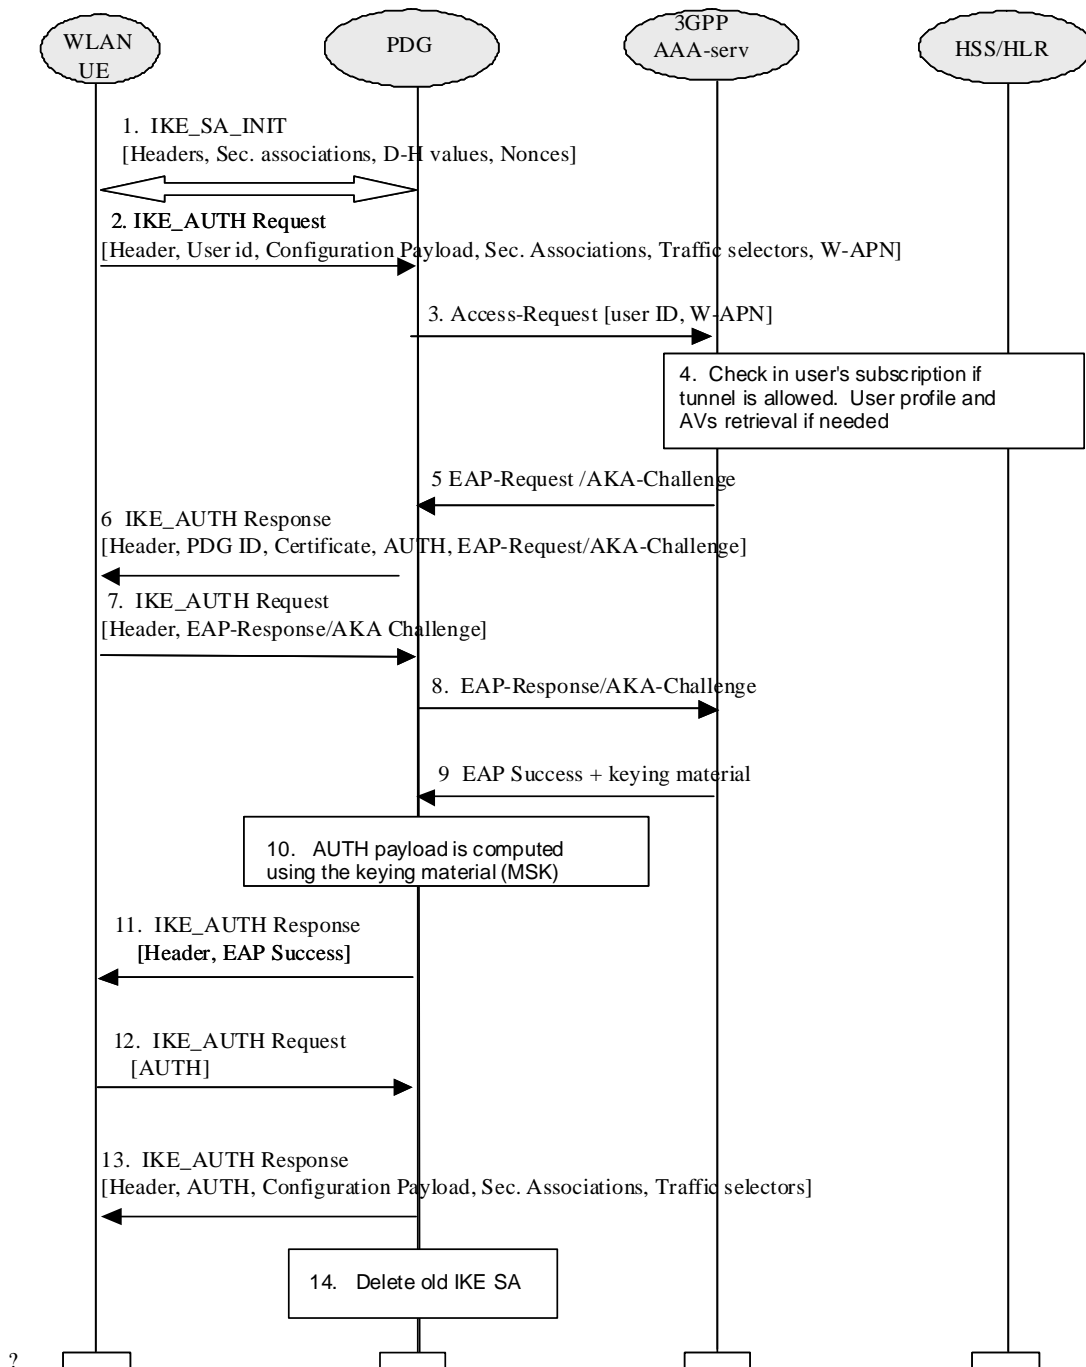 WLAN
UE
PDG
3GPP
AAA-serv
HSS/HLR
1. IKE_SA_INIT
[Headers, Sec. associations, D-H values, Nonces]
2. IKE_AUTH Request
[Header, User id, Configuration Payload, Sec. Associations, Traffic selectors, W-APN]
3. Access-Request [user ID, W-APN]
4. Check in user's subscription if
tunnel is allowed. User profile and
AVs retrieval if needed
5 EAP-Request /AKA-Challenge
6 IKE_AUTH Response
[Header, PDG ID, Certificate, AUTH, EAP-Request/AKA-Challenge]
7. IKE_AUTH Request
[Header, EAP-Response/AKA Challenge]
8. EAP-Response/AKA-Challenge
9 EAP Success + keying material
10. AUTH payload is computed
using the keying material (MSK)
11. IKE_AUTH Response
[Header, EAP Success]
12. IKE_AUTH Request
[AUTH]
13. IKE_AUTH Response
[Header, AUTH, Configuration Payload, Sec. Associations, Traffic selectors]
14. Delete old IKE SA
?